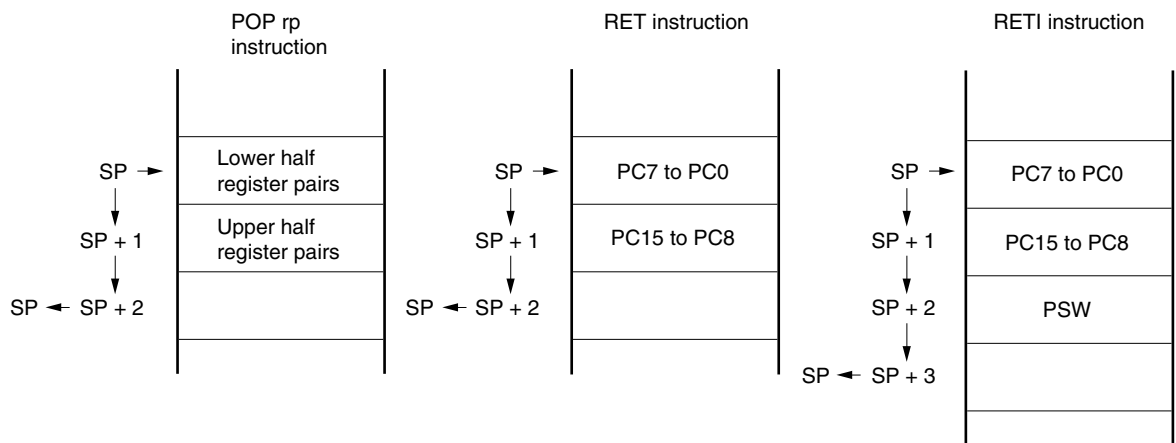 POP rp
instruction
SP
Lower half
register pairs
SP + 1
Upper half
register pairs
SP
SP + 2
RET instruction
SP
PC7 to PC0
SP + 1
PC15 to PC8
SP
SP + 2
RETI instruction
SP
PC7 to PC0
SP + 1
PC15 to PC8
SP + 2
PSW
SP
SP + 3